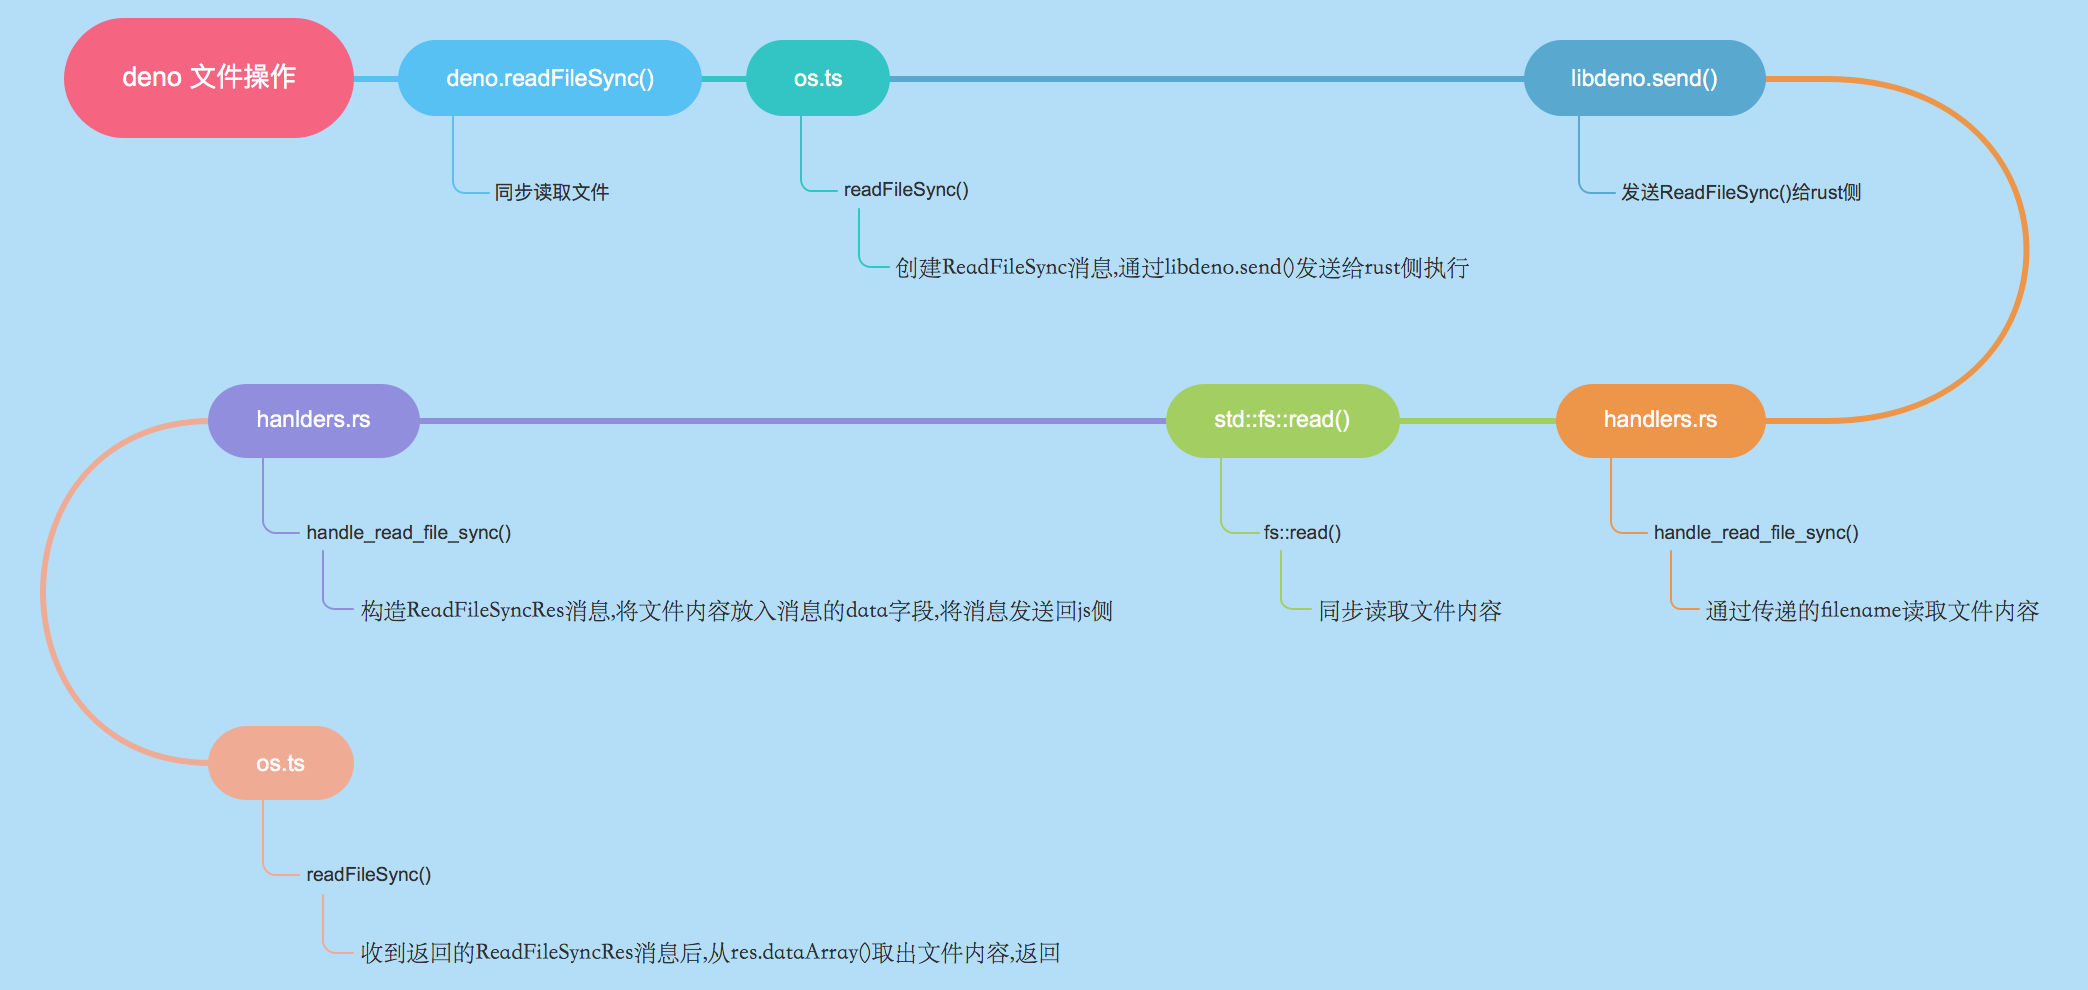 deno 文件操作
deno.readFileSync()
同步读取文件
os.ts
readFileSync()
创建ReadFileSync消息,通过libdeno.send()发送给rust侧执行
libdeno.send()
发送ReadFileSync()给rust侧
handlers.rs
handle_read_file_sync()
通过传递的filename读取文件内容
std::fs::read()
fs::read()
同步读取文件内容
hanlders.rs
handle_read_file_sync()
构造ReadFileSyncRes消息,将文件内容放入消息的data字段,将消息发送回js侧
os.ts
readFileSync()
收到返回的ReadFileSyncRes消息后,从res.dataArray()取出文件内容,返回